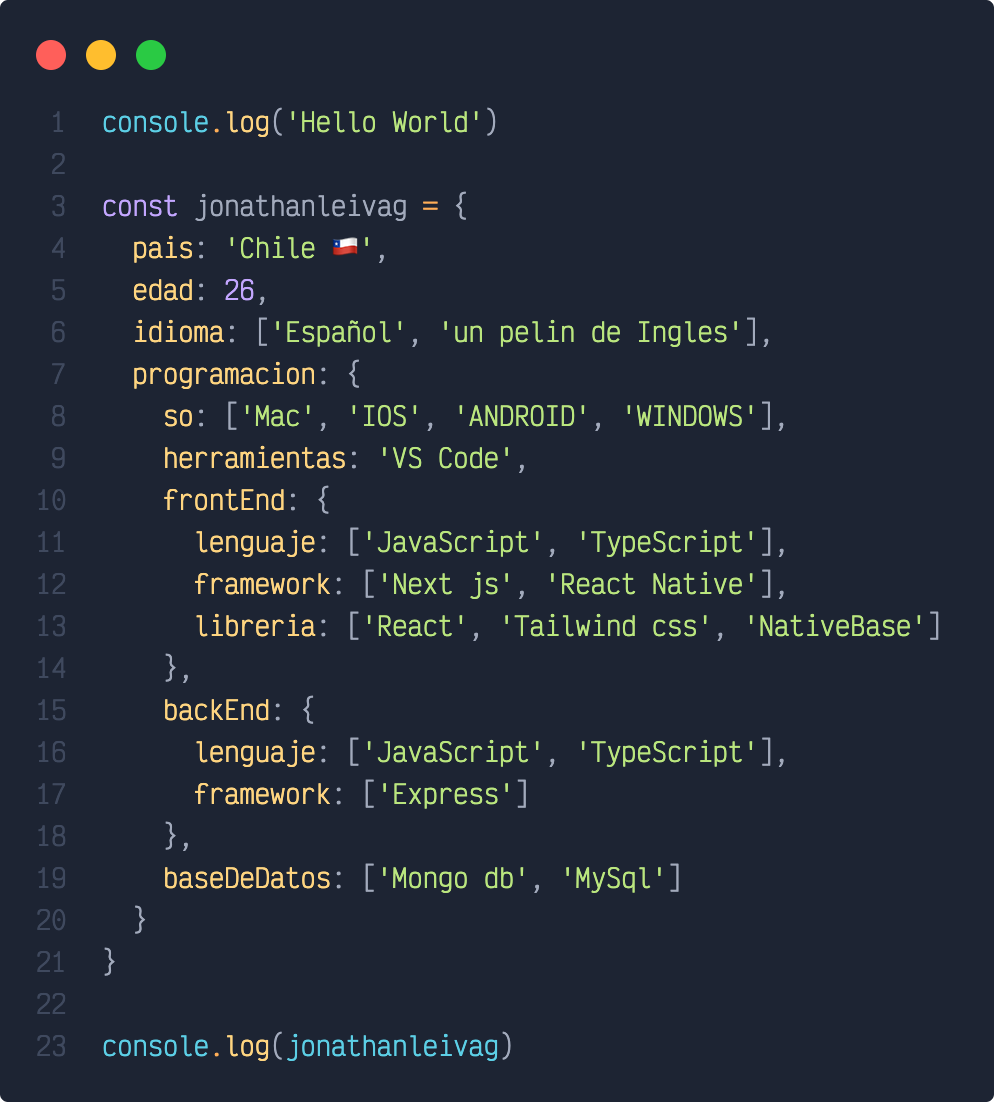 1 console.log('Hello World')
2
3 const jonathanleivag = {
4   pais: 'Chile 🇨🇱',
5   edad: 26,
6   idioma: ['Español', 'un pelin de Ingles'],
7   programacion: {
8     so: ['Mac', 'IOS', 'ANDROID', 'WINDOWS'],
9     herramientas: 'VS Code',
10     frontEnd: {
11       lenguaje: ['JavaScript', 'TypeScript'],
12       framework: ['Next js', 'React Native'],
13       libreria: ['React', 'Tailwind css', 'NativeBase']
14     },
15     backEnd: {
16       lenguaje: ['JavaScript', 'TypeScript'],
17       framework: ['Express']
18     },
19     baseDeDatos: ['Mongo db', 'MySql']
20   }
21 }
22
23 console.log(jonathanleivag)